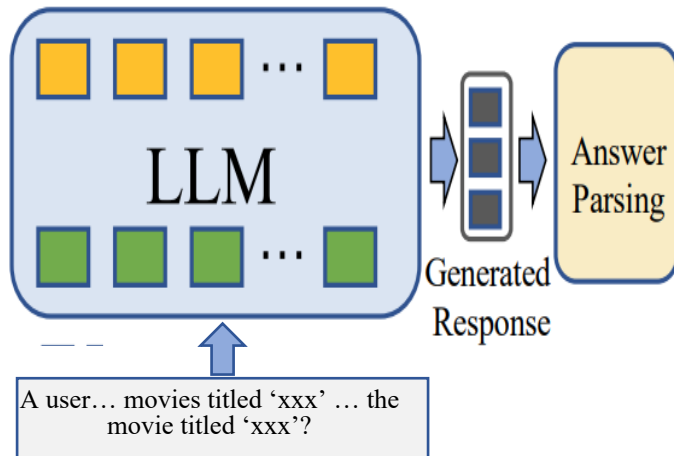 LLM
Generated
Response
Answer
Parsing
A user… movies titled ‘xxx’ … the
movie titled ‘xxx’?